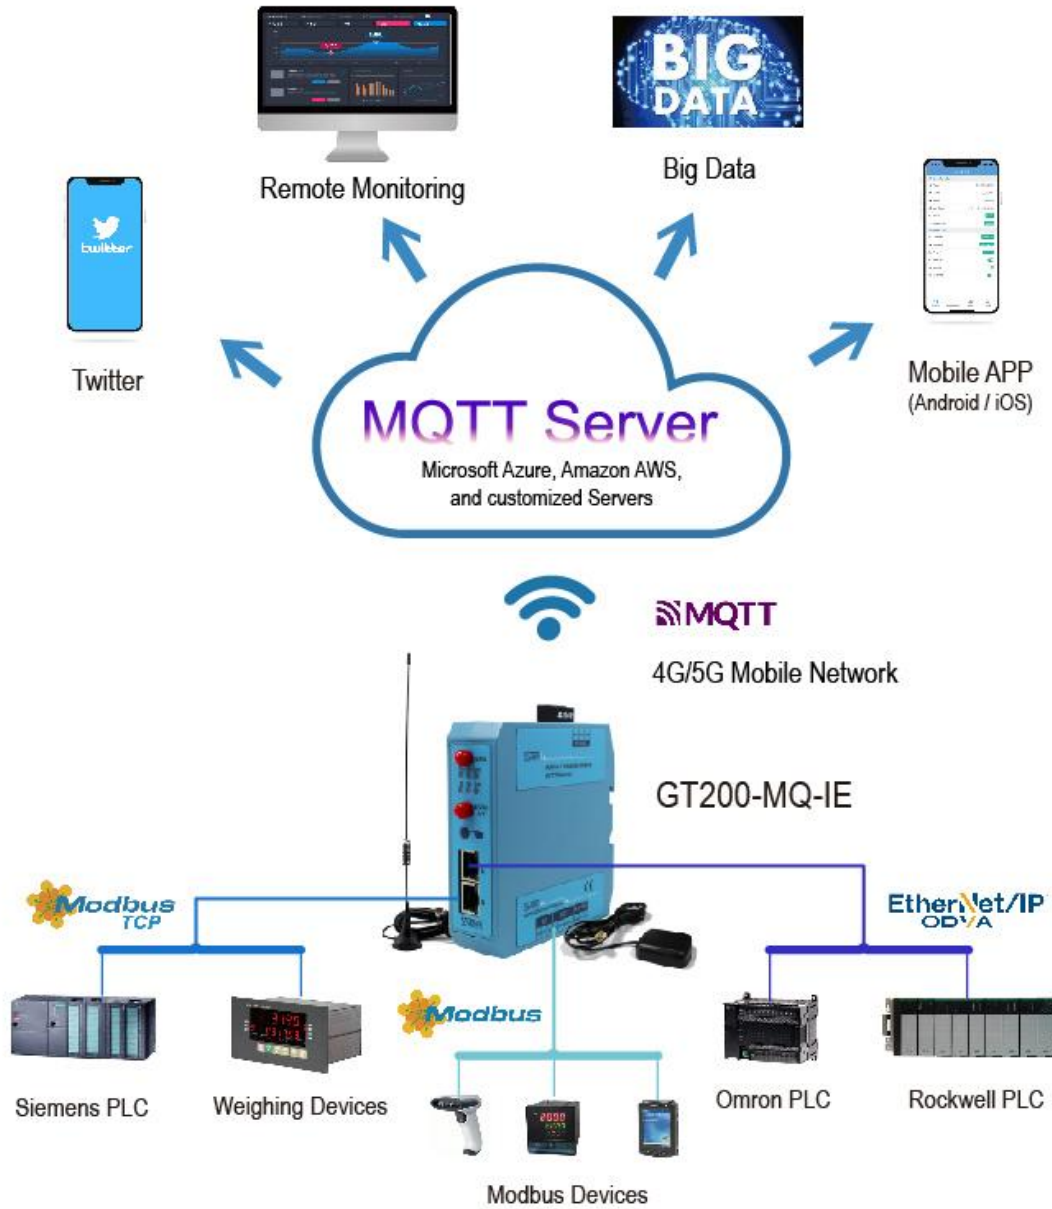 BIG
DATA
Remote Monitoring
Big Data
twitter
Twitter
Mobile APP
(Android / iOS)
MQTT Server
Microsoft Azure, Amazon AWS,
and customized Servers
MQTT
4G/5G Mobile Network
GT200-MQ-IE
Modbus
TCP
EtherNet/IP
ODVA
Modbus
Siemens PLC
Weighing Devices
Omron PLC
Rockwell PLC
Modbus Devices